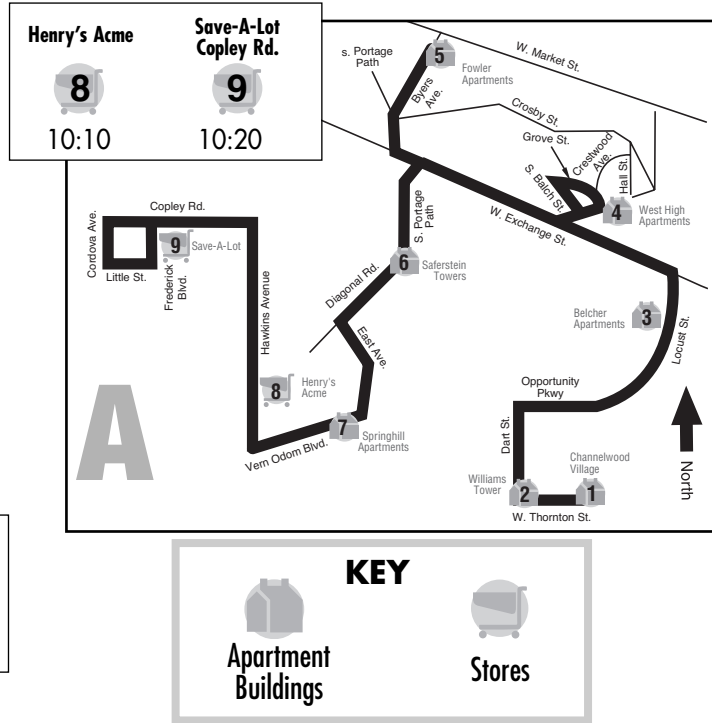 Henry's Acme
8
10:10
Save-A-Lot
Copley Rd.
9
10:20
s. Portage
Path
Byers
Ave.
5
Fowler
Apartments
W. Market St.
Crosby St.
Grove St.
Crestwood
Ave.
Hall St.
S. Balch St.
4
West High
Apartments
W. Exchange St.
S. Portage
Path
Copley Rd.
Cordova Ave.
9
Save-A-Lot
Little St.
Frederick
Blvd.
Hawkins Avenue
6
Saferstein
Towers
Diagonal Rd.
East Ave.
Belcher
Apartments
3
Locust St.
8
Henry's
Acme
7
Springhill
Apartments
Vern Odom Blvd.
Opportunity
Pkwy
Dart St.
Channelwood
Village
Williams
Tower
2
1
W. Thornton St.
North
A
KEY
Apartment
Buildings
Stores